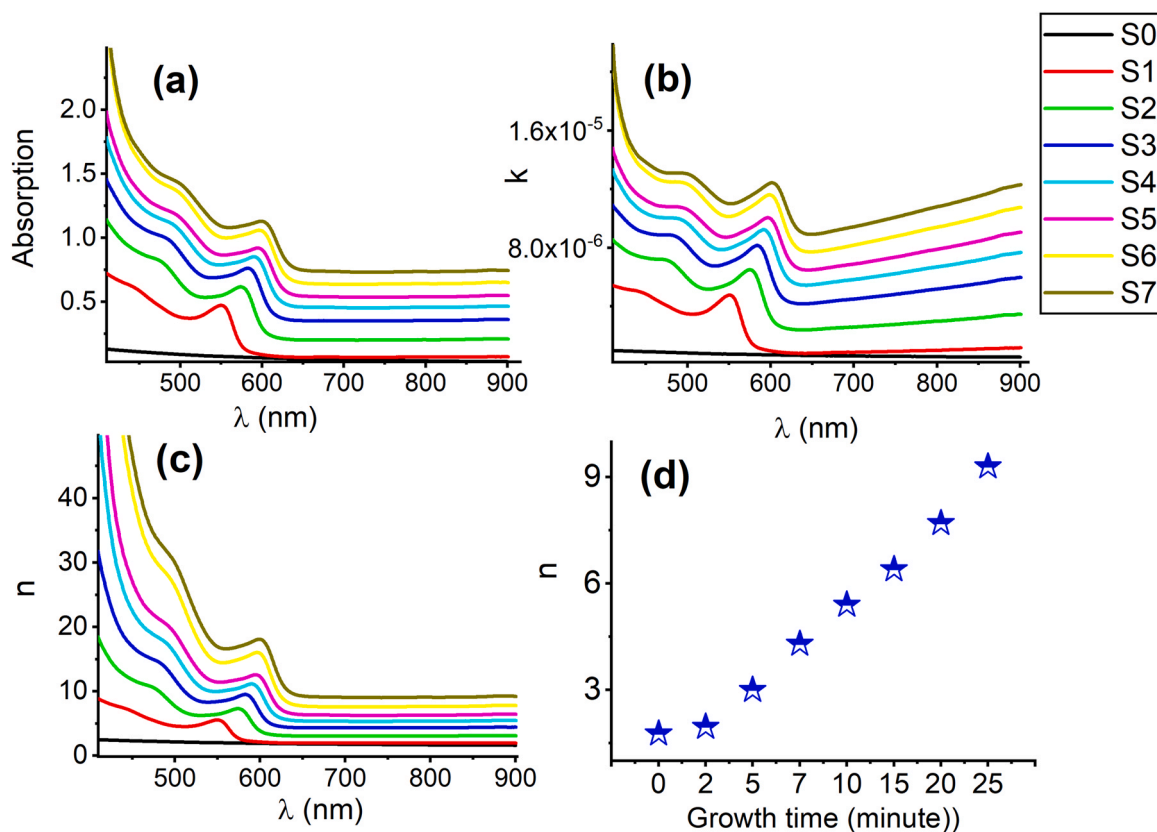 (a)
Absorption
2.0
1.5
1.0
0.5
500 600 700 800 900
λ (nm)
(b)
k
1.6x10⁻⁵
8.0x10⁻⁶
500 600 700 800 900
λ (nm)
S0
S1
S2
S3
S4
S5
S6
S7
(c)
n
40
30
20
10
0
500 600 700 800 900
λ (nm)
(d)
n
9
6
3
0 2 5 7 10 15 20 25
Growth time (minute))